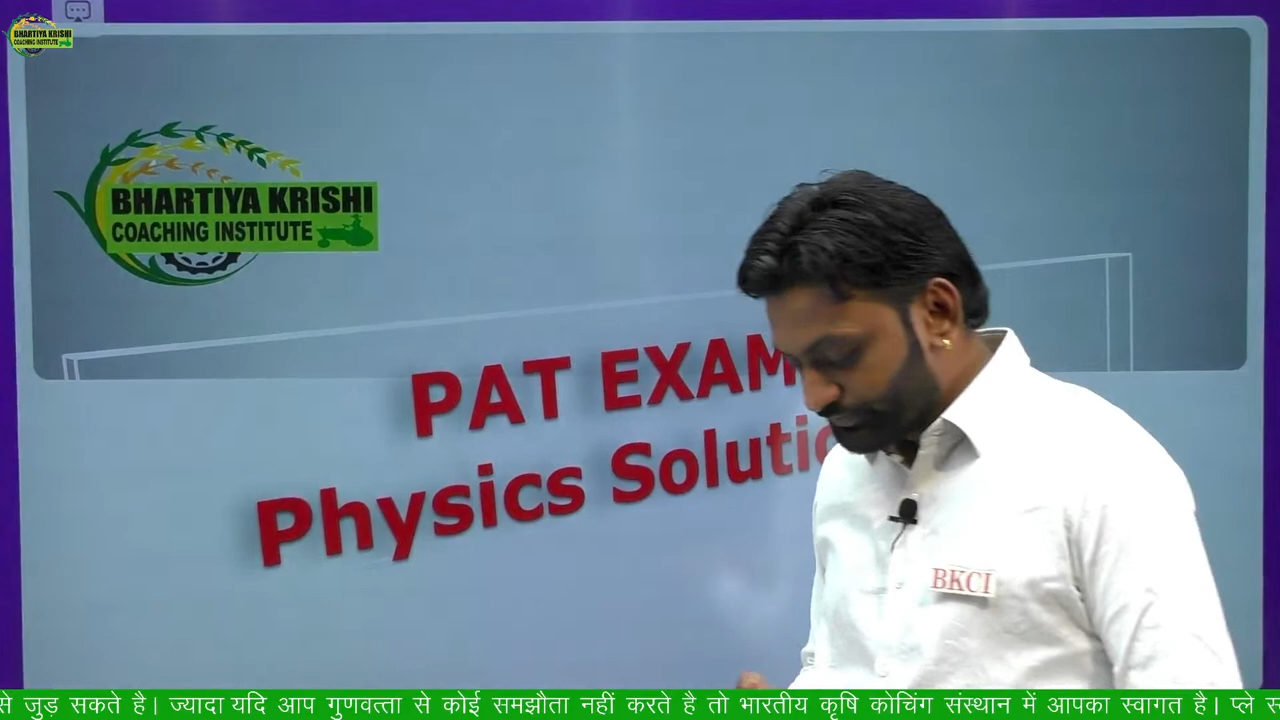 BHARTIYA KRISHI
COACHING INSTITUTE
BHARTIYA KRISHI
COACHING INSTITUTE
PAT EXAM
Physics
BKCI
से जुड़ सकते है। ज्यादा यदि आप गुणवत्ता से कोई समझौता नहीं करते है तो भारतीय कृषि कोचिंग संस्थान में आपका स्वागत है। प्ले